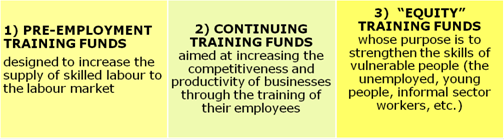 1) PRE-EMPLOYMENT
TRAINING FUNDS
designed to increase the
supply of skilled labour to
the labour market
2) CONTINUING
TRAINING FUNDS
aimed at increasing the
competitiveness and
productivity of businesses
through the training of
their employees
3) “EQUITY”
TRAINING FUNDS
whose purpose is to
strengthen the skills of
vulnerable people (the
unemployed, young
people, informal sector
workers, etc.)